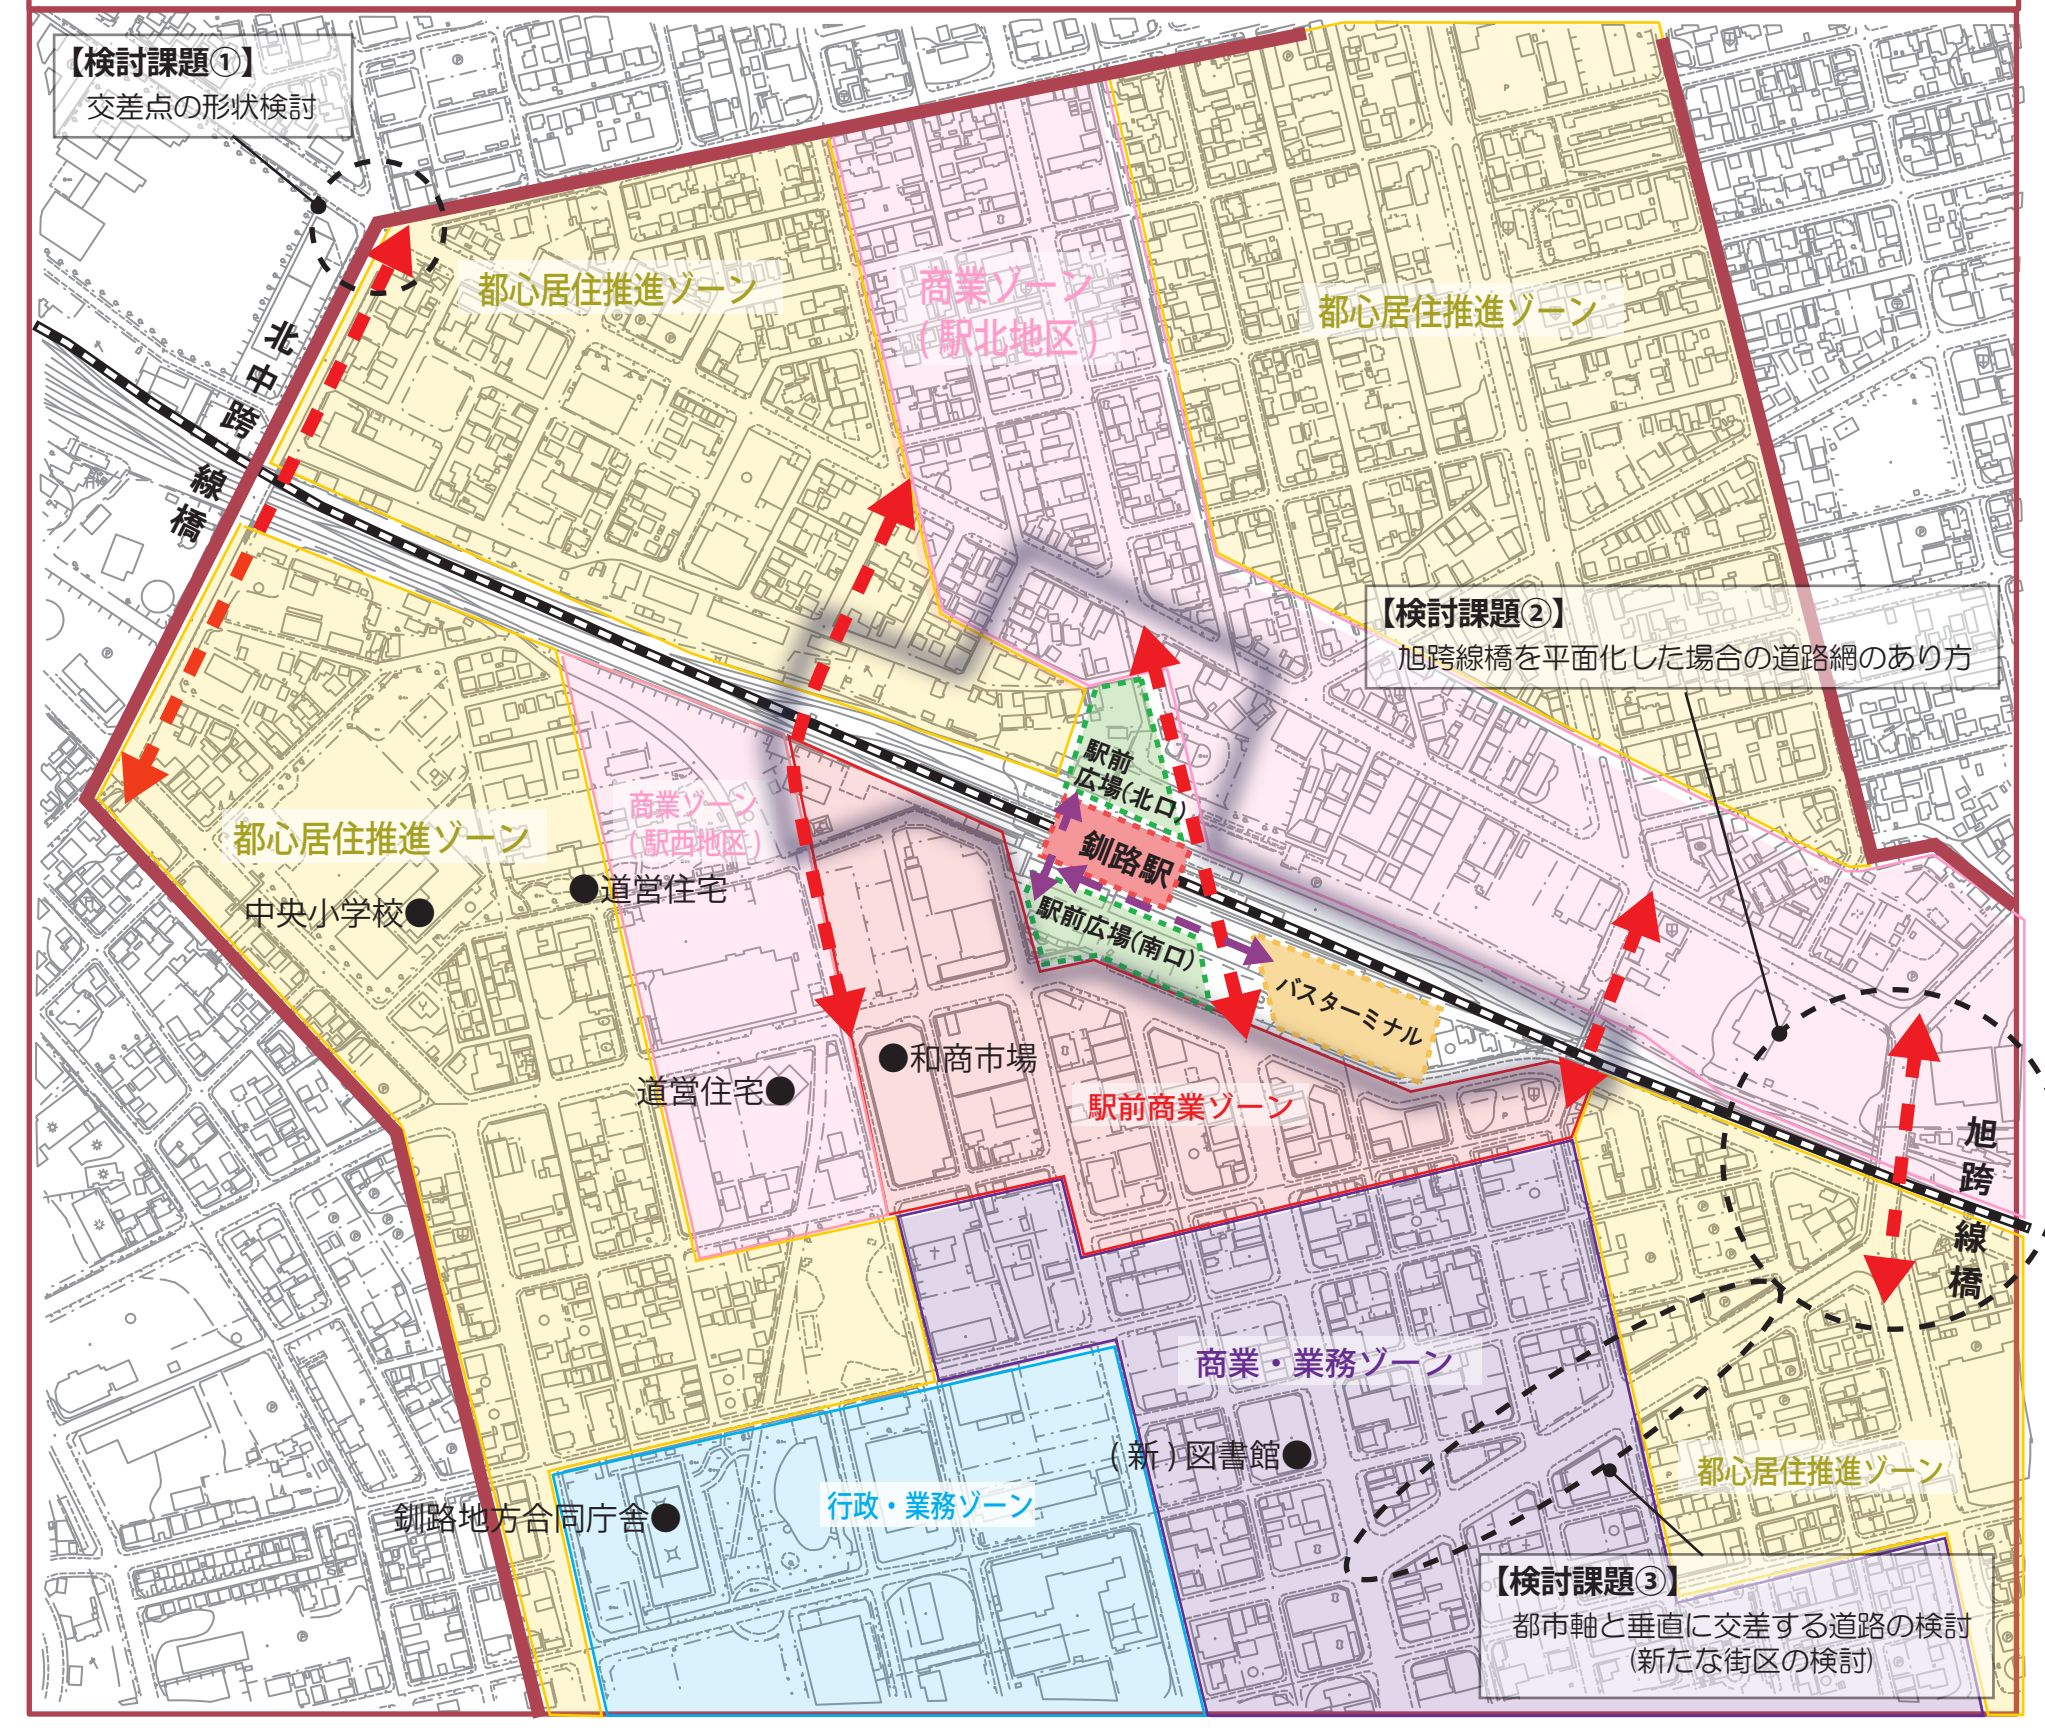 【検討課題①】
交差点の形状検討
都心居住推進ゾーン
商業ゾーン
(駅北地区)
都心居住推進ゾーン
北中跨線橋
【検討課題②】
旭跨線橋を平面化した場合の道路網のあり方
駅前
広場(北口)
釧路駅
駅前広場(南口)
バスターミナル
商業ゾーン
(駅西地区)
都心居住推進ゾーン
●道営住宅
中央小学校●
●和商市場
道営住宅●
駅前商業ゾーン
旭跨線橋
商業・業務ゾーン
(新)図書館●
都心居住推進ゾーン
行政・業務ゾーン
釧路地方合同庁舎●
【検討課題③】
都市軸と垂直に交差する道路の検討
(新たな街区の検討)